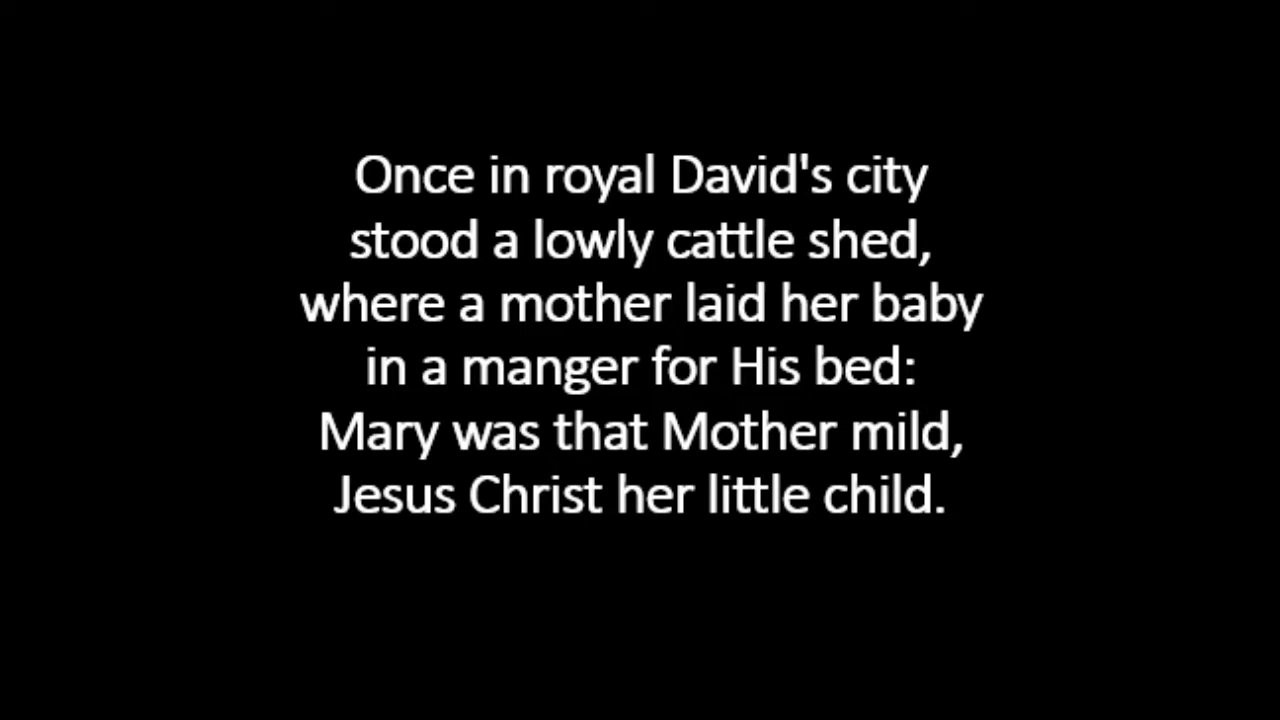 Once in royal David's city
stood a lowly cattle shed,
where a mother laid her baby
in a manger for His bed:
Mary was that Mother mild,
Jesus Christ her little child.